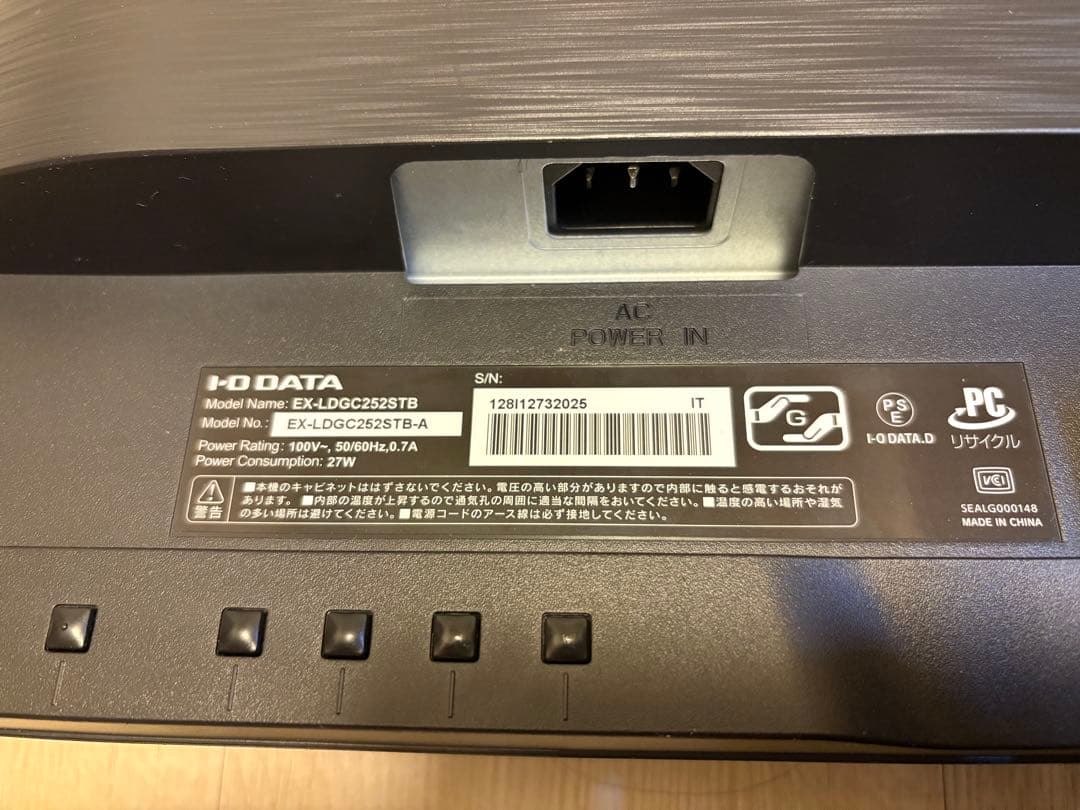 AC
POWER IN
I-O DATA
Model Name: EX-LDGC252STB
Model No.: EX-LDGC252STB-A
Power Rating: 100V~, 50/60Hz,0.7A
Power Consumption: 27W
S/N:
128I12732025 IT
G
PS
E
I-O DATA.D
PC
リサイクル
VCI
SEALG000148
MADE IN CHINA
警告
■本機のキャビネットははずさないでください。電圧の高い部分がありますので内部に触ると感電するおそれが
あります。 ■内部の温度が上昇するので通気孔の周囲に適当な間隔をおいてください。■温度の高い場所や湿気
の多い場所は避けてください。■電源コードのアース線は必ず接地してください。